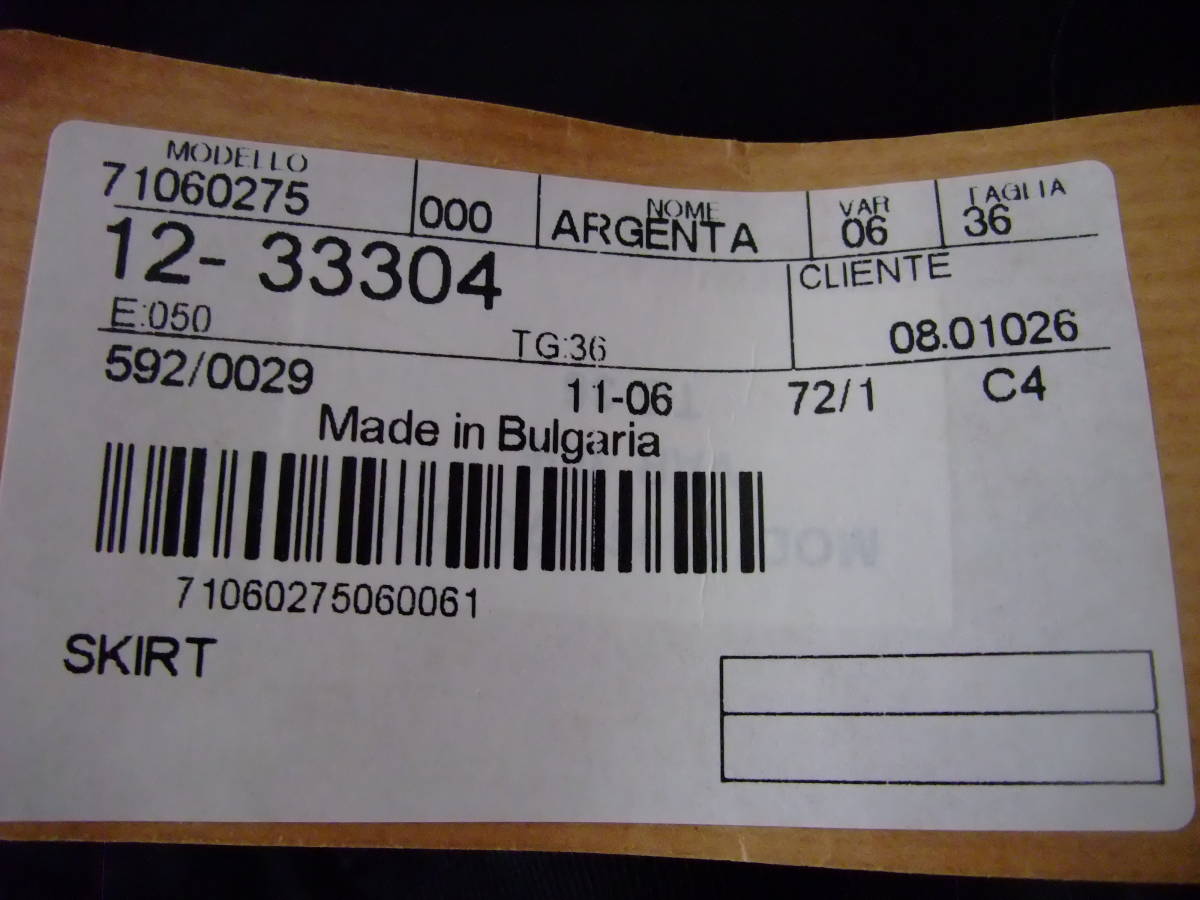 MODELLO NOME VAR TAGLIA
71060275 000 ARGENTA 06 36
12- 33304 CLIENTE
E:050 TG:36 08.01026
592/0029 11-06 72/1 C4
Made in Bulgaria
71060275060061
SKIRT